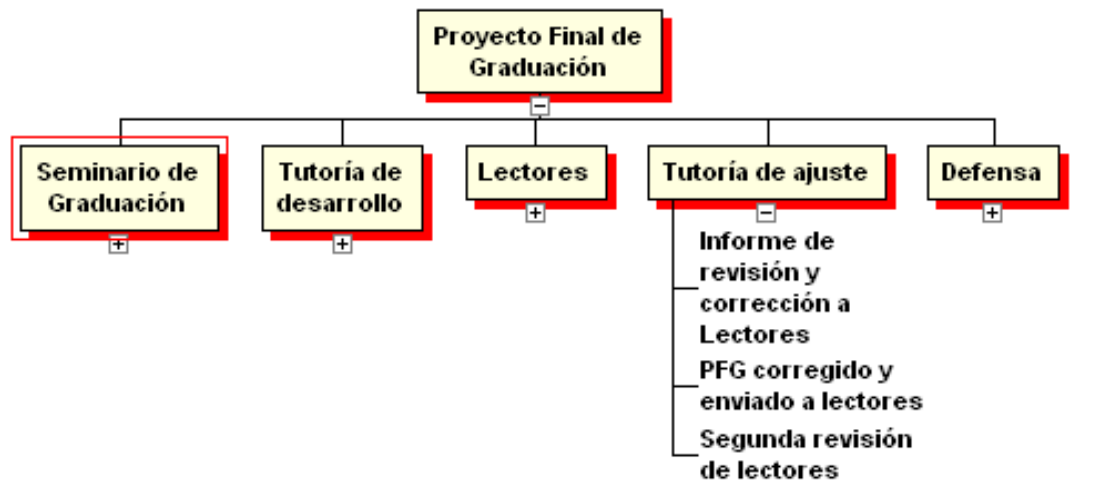 Proyecto Final de
Graduación
Seminario de
Graduación
Tutoría de
desarrollo
Lectores
Tutoría de ajuste
Defensa
Informe de
revisión y
corrección a
Lectores
PFG corregido y
enviado a lectores
Segunda revisión
de lectores